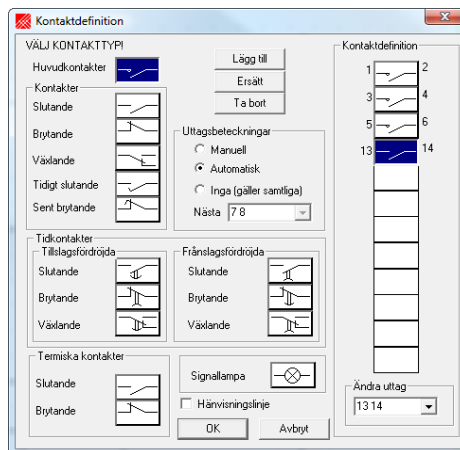 Kontaktdefinition
VÄLJ KONTAKTTYP!
Huvudkontakter
Kontakter
Slutande
Brytande
Växlande
Tidigt slutande
Sent brytande
Lägg till
Ersätt
Ta bort
Uttagsbeteckningar
Manuell
Automatisk
Inga (gäller samtliga)
Nästa 7 8
Tidkontakter
Tillslagsfördröjda
Slutande
Brytande
Växlande
Frånslagsfördröjda
Slutande
Brytande
Växlande
Termiska kontakter
Slutande
Brytande
Signallampa
Hänvisningslinje
OK
Avbryt
Kontaktdefinition
1 2
3 4
5 6
13 14
Ändra uttag
13 14